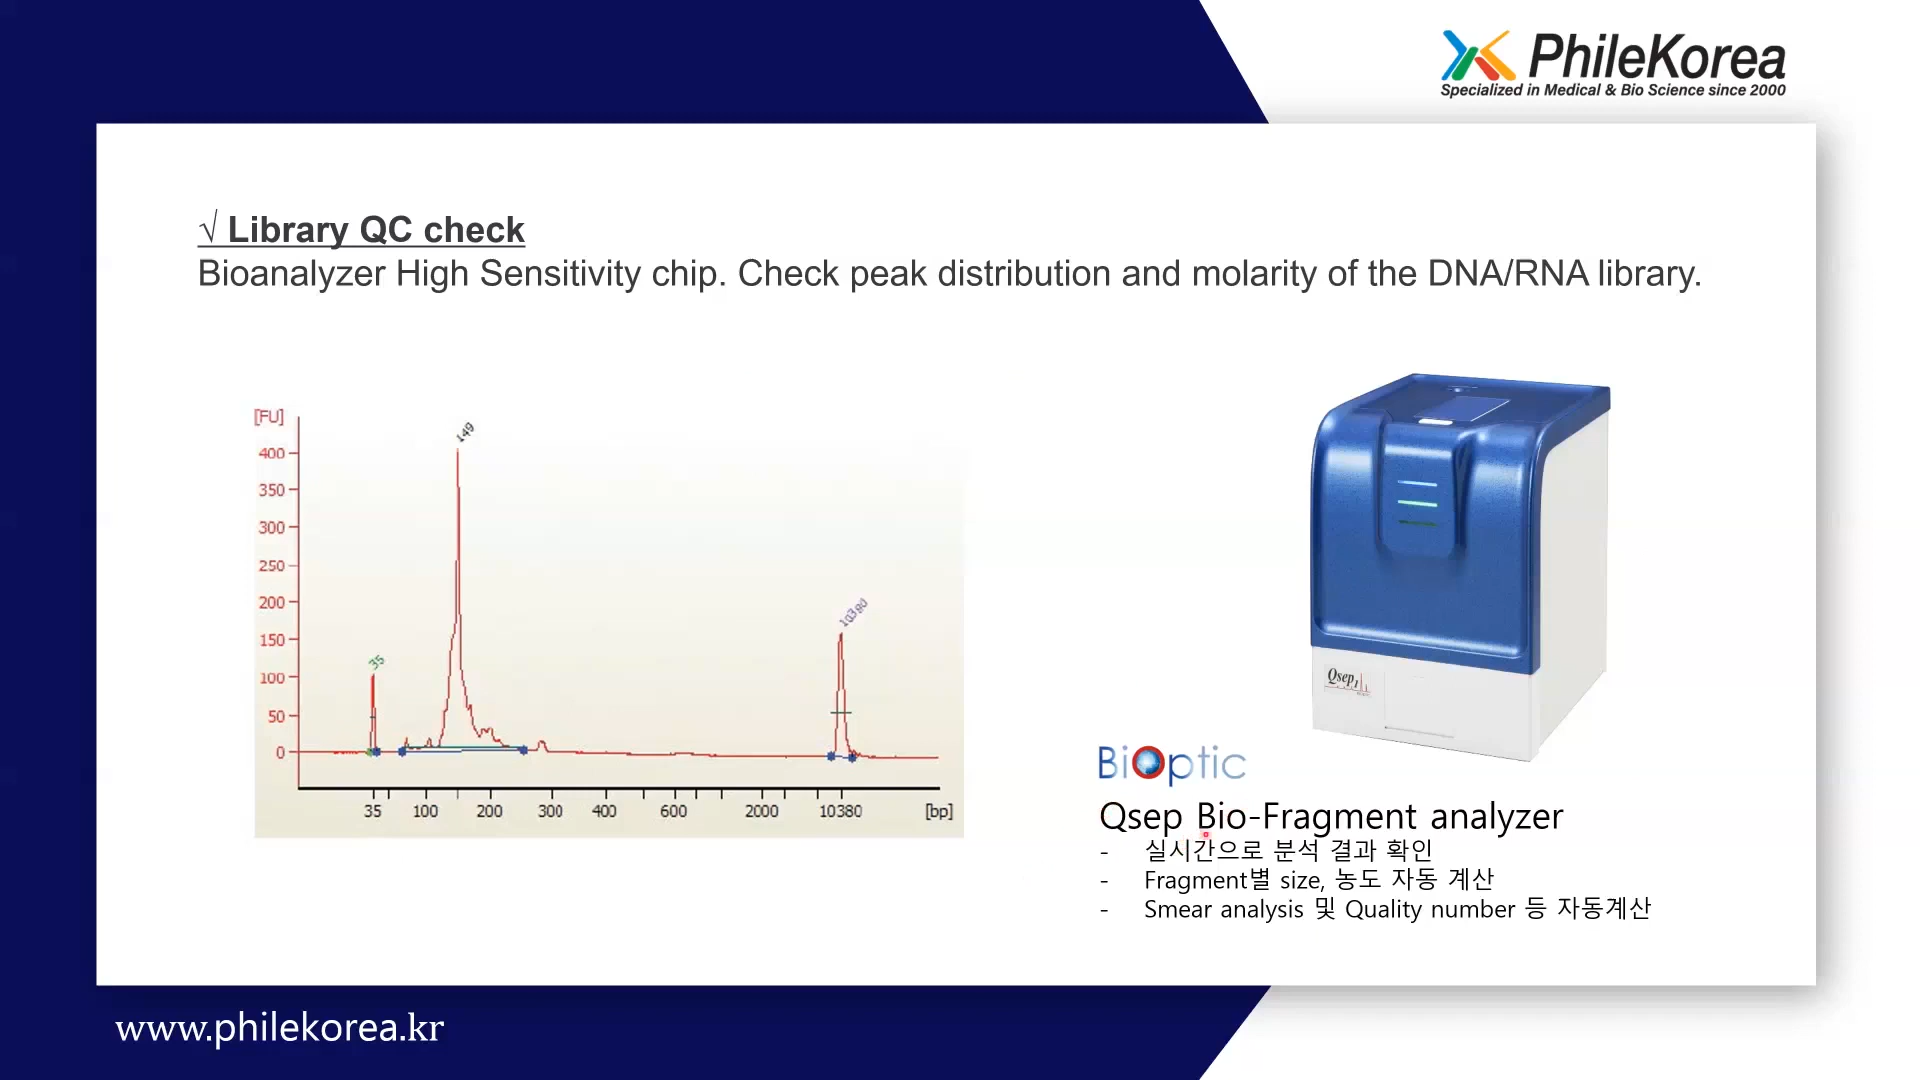 PhileKorea
Specialized in Medical & Bio Science since 2000
√ Library QC check
Bioanalyzer High Sensitivity chip. Check peak distribution and molarity of the DNA/RNA library.
[FU]
149
400
350
300
250
200
150
100
50
0
35
10380
35 100 200 300 400 600 2000 10380 [bp]
Qsep1
BiOptic
Qsep Bio-Fragment analyzer
- 실시간으로 분석 결과 확인
- Fragment별 size, 농도 자동 계산
- Smear analysis 및 Quality number 등 자동계산
www.philekorea.kr